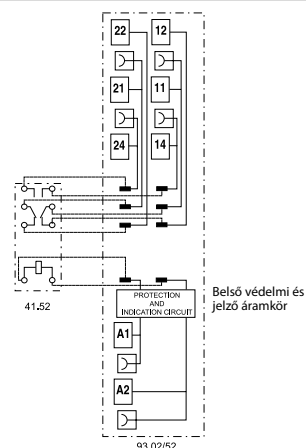 22 12
21 11
24 14
41.52
PROTECTION
AND
INDICATION CIRCUIT
Belső védelmi és
jelző áramkör
A1
A2
93.02/52